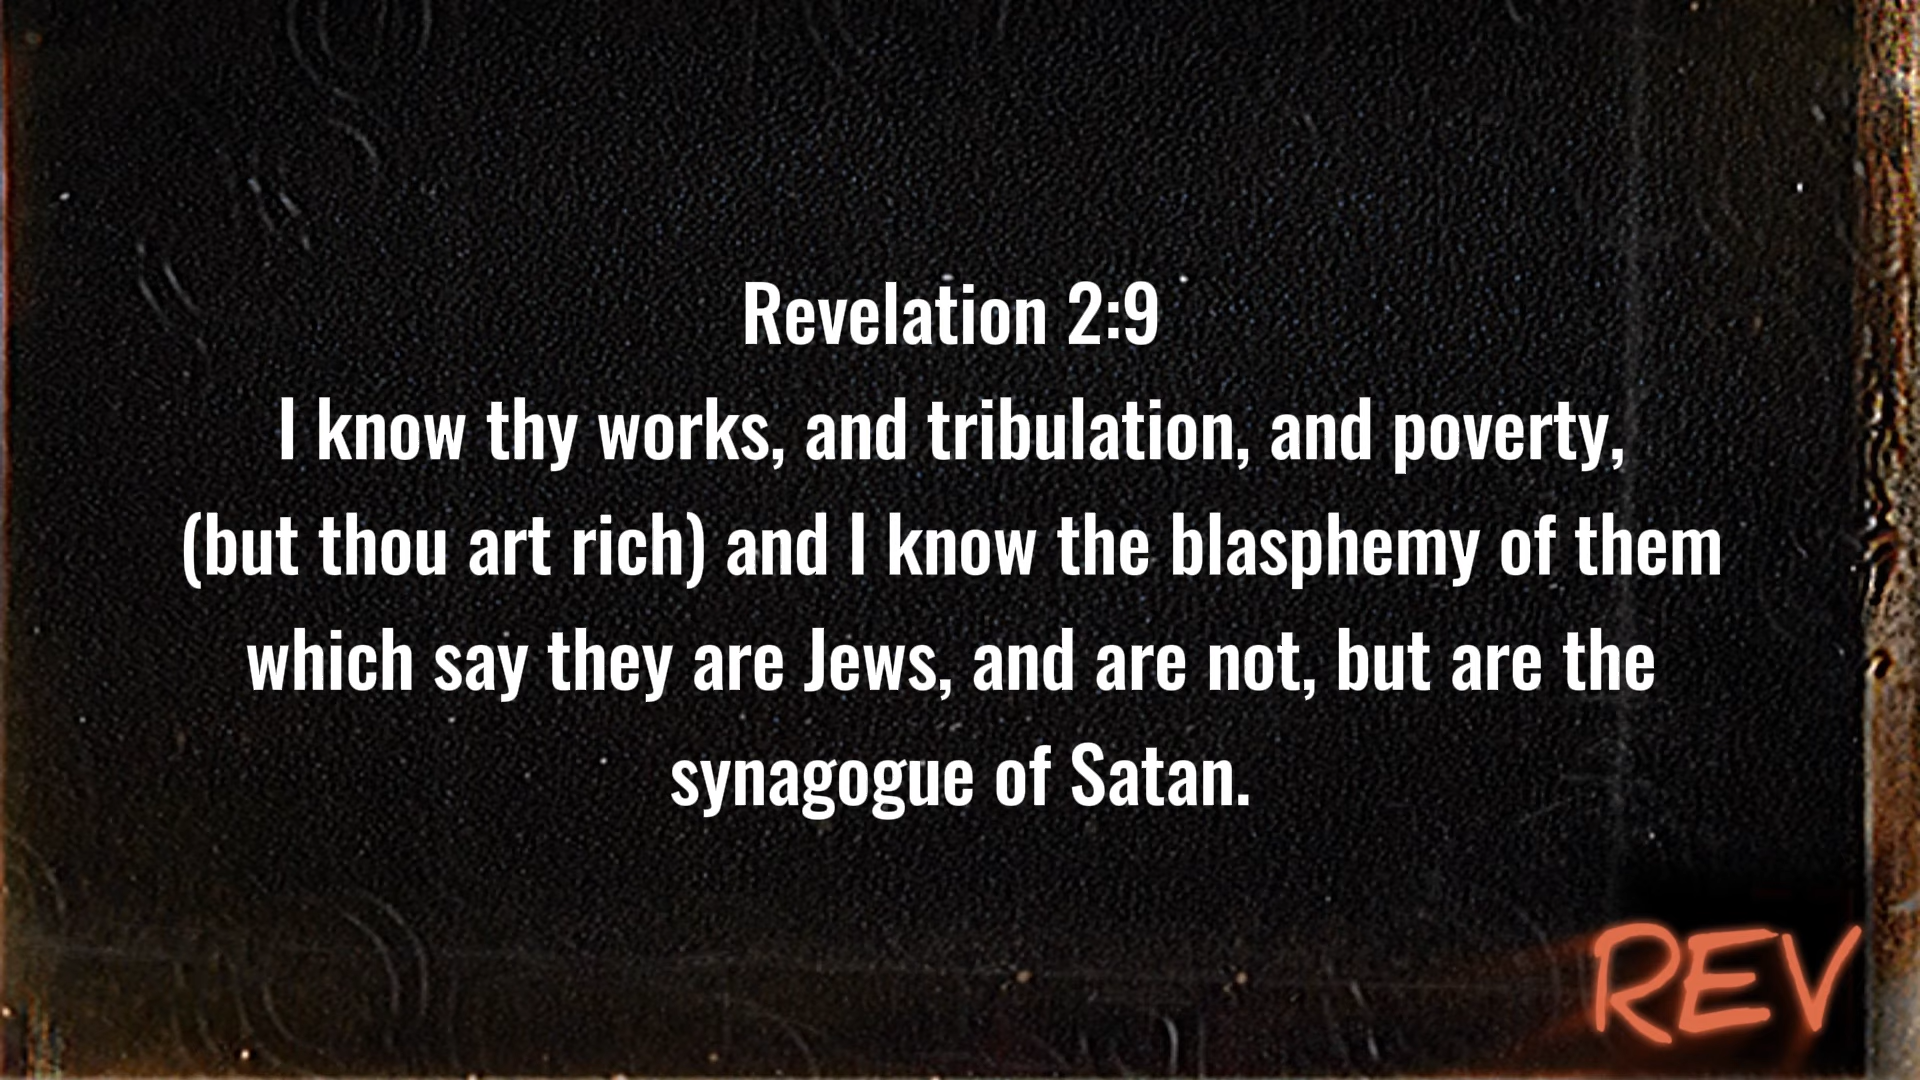 Revelation 2:9
I know thy works, and tribulation, and poverty,
(but thou art rich) and I know the blasphemy of them
which say they are Jews, and are not, but are the
synagogue of Satan.
REV